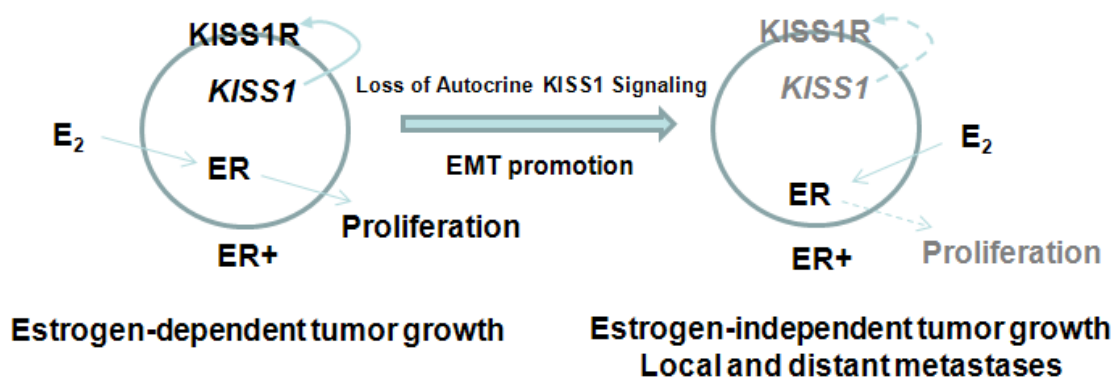 KISS1R
KISS1
E₂
ER
Proliferation
ER+
Estrogen-dependent tumor growth
Loss of Autocrine KISS1 Signaling
EMT promotion
KISS1R
KISS1
E₂
ER
Proliferation
ER+
Estrogen-independent tumor growth
Local and distant metastases